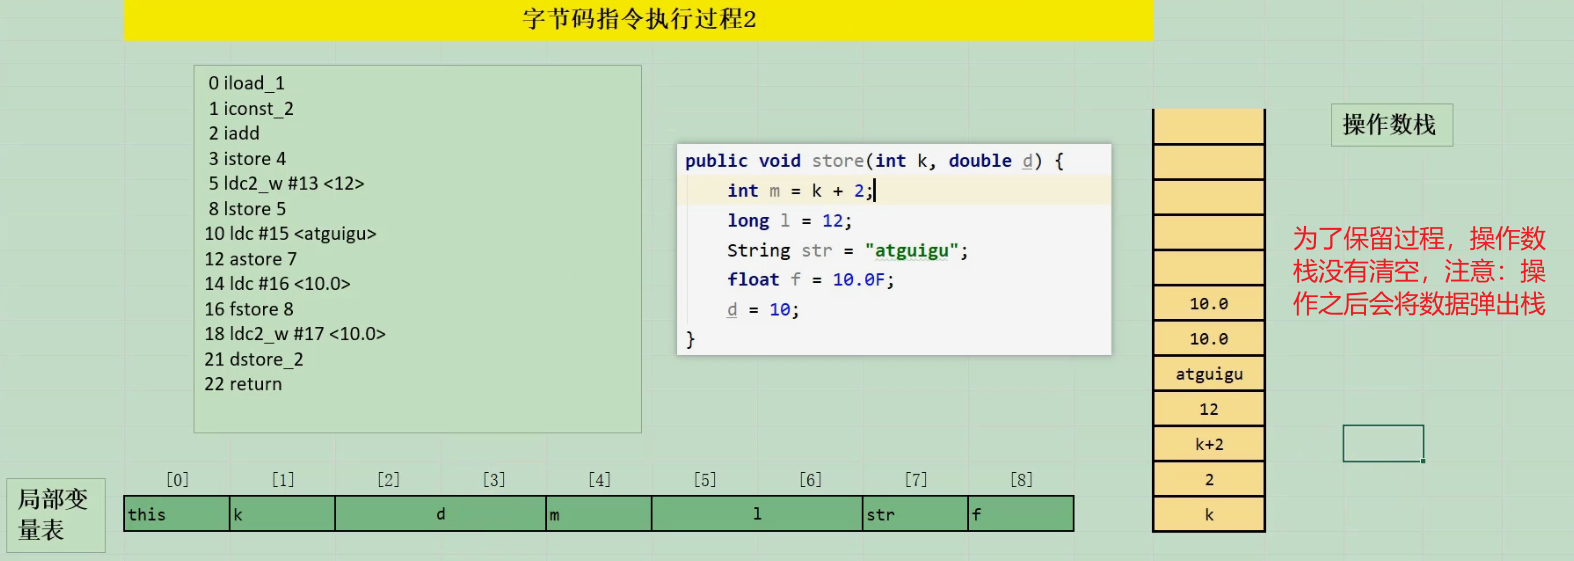 字节码指令执行过程2
0 iload_1
1 iconst_2
2 iadd
3 istore 4
5 ldc2_w #13 <12>
8 lstore 5
10 ldc #15 <atguigu>
12 astore 7
14 ldc #16 <10.0>
16 fstore 8
18 ldc2_w #17 <10.0>
21 dstore_2
22 return
public void store(int k, double d) {
int m = k + 2;
long l = 12;
String str = "atguigu";
float f = 10.0F;
d = 10;
}
操作数栈
10.0
10.0
atguigu
12
k+2
2
k
为了保留过程，操作数
栈没有清空，注意：操
作之后会将数据弹出栈
局部变
量表
[0] [1] [2] [3] [4] [5] [6] [7] [8]
this k d m l str f